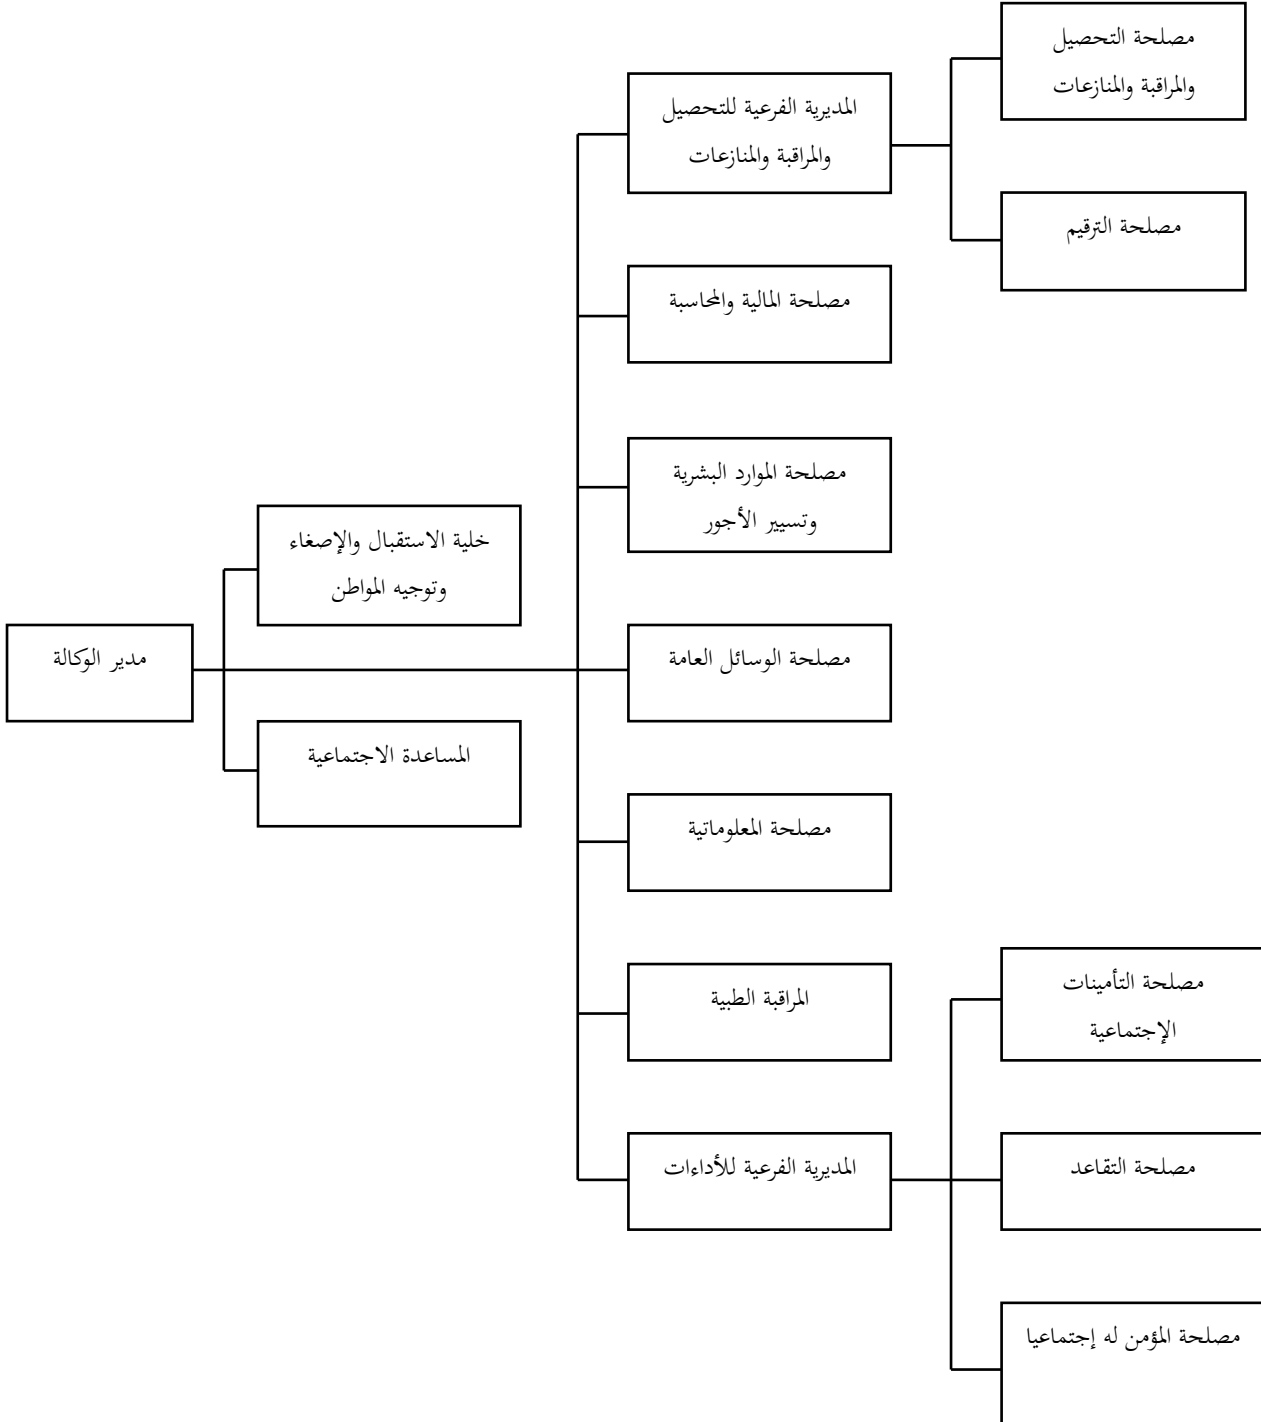 مصلحة التحصيل
والمراقبة والمنازعات
المديرية الفرعية للتحصيل
والمراقبة والمنازعات
مصلحة الترقيم
مصلحة المالية والمحاسبة
مصلحة الموارد البشرية
وتسيير الأجور
خلية الاستقبال والإصغاء
وتوجيه المواطن
مدير الوكالة
مصلحة الوسائل العامة
المساعدة الاجتماعية
مصلحة المعلوماتية
المراقبة الطبية
مصلحة التأمينات
الإجتماعية
المديرية الفرعية للأداءات
مصلحة التقاعد
مصلحة المؤمن له إجتماعيا